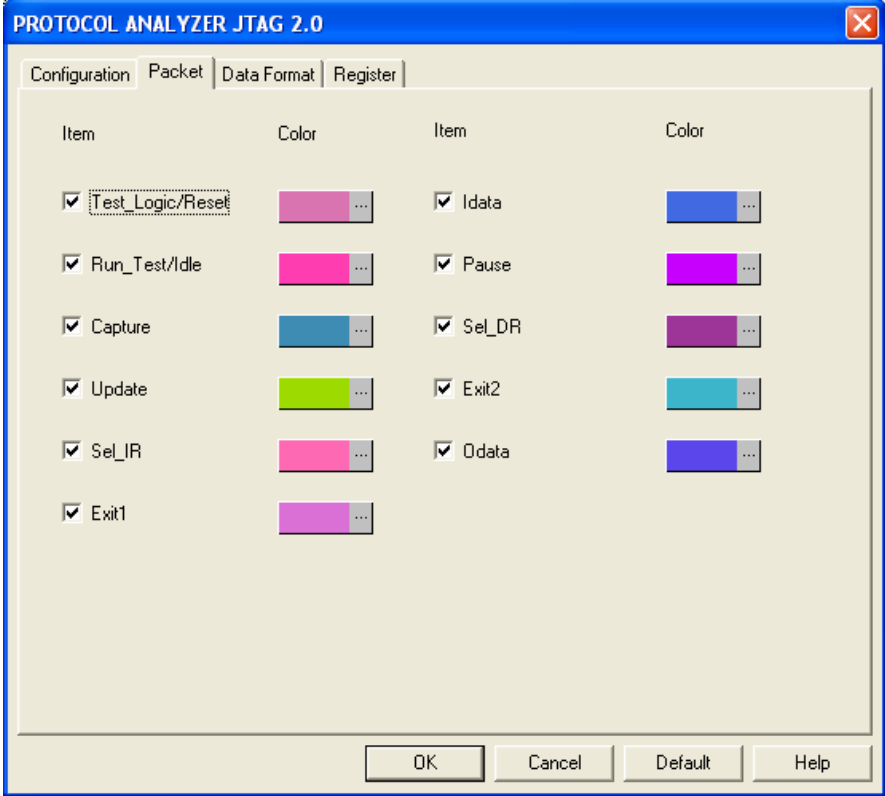 PROTOCOL ANALYZER JTAG 2.0
Configuration Packet Data Format Register
Item Color Item Color
Test_Logic/Reset ... Idata ...
Run_Test/Idle ... Pause ...
Capture ... Sel_DR ...
Update ... Exit2 ...
Sel_IR ... Odata ...
Exit1 ...
OK Cancel Default Help